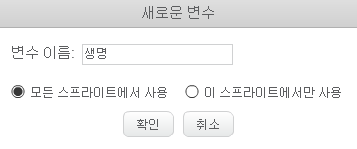 새로운 변수
변수 이름: 생명
모든 스프라이트에서 사용 이 스프라이트에서만 사용
확인 취소